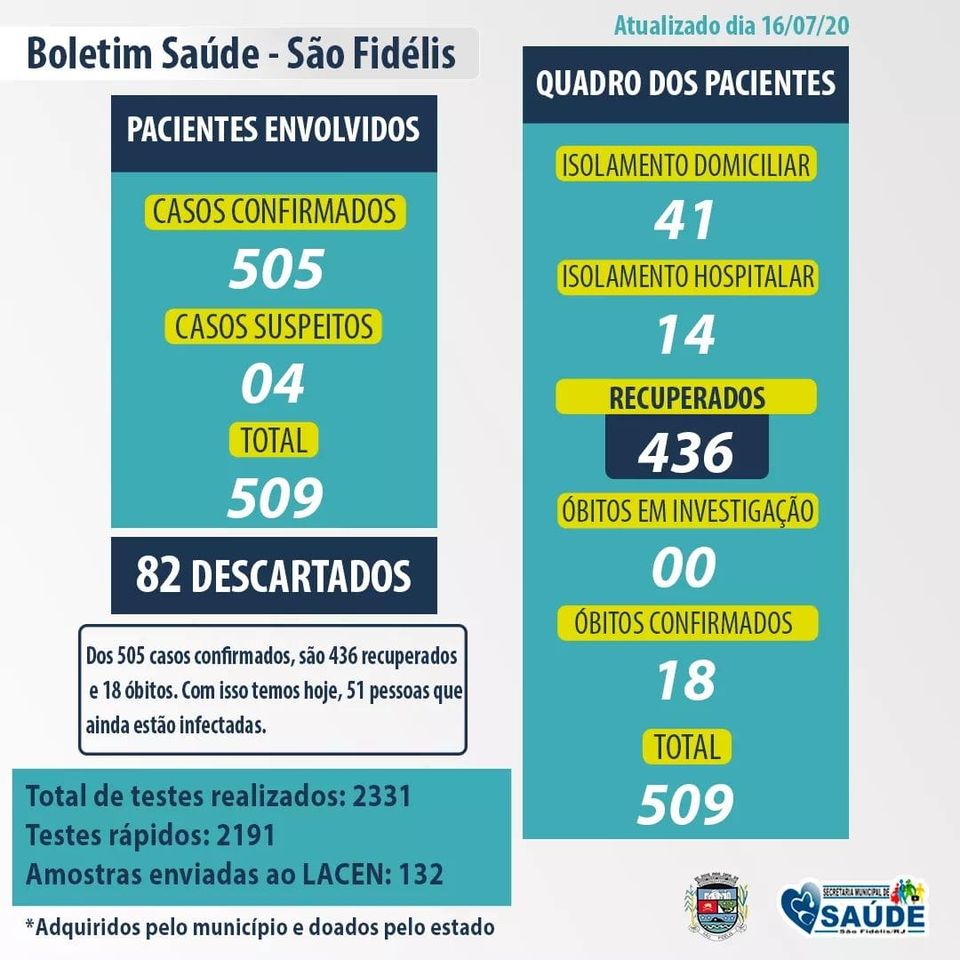 Boletim Saúde - São Fidélis
PACIENTES ENVOLVIDOS
CASOS CONFIRMADOS
505
CASOS SUSPEITOS
04
TOTAL
509
82 DESCARTADOS
Dos 505 casos confirmados, são 436 recuperados
e 18 óbitos. Com isso temos hoje, 51 pessoas que
ainda estão infectadas.
Total de testes realizados: 2331
Testes rápidos: 2191
Amostras enviadas ao LACEN: 132
*Adquiridos pelo município e doados pelo estado
Atualizado dia 16/07/20
QUADRO DOS PACIENTES
ISOLAMENTO DOMICILIAR
41
ISOLAMENTO HOSPITALAR
14
RECUPERADOS
436
ÓBITOS EM INVESTIGAÇÃO
00
ÓBITOS CONFIRMADOS
18
TOTAL
509
SÃO FIDÉLIS
SECRETARIA MUNICIPAL DE
SAÚDE
São Fidélis/RJ